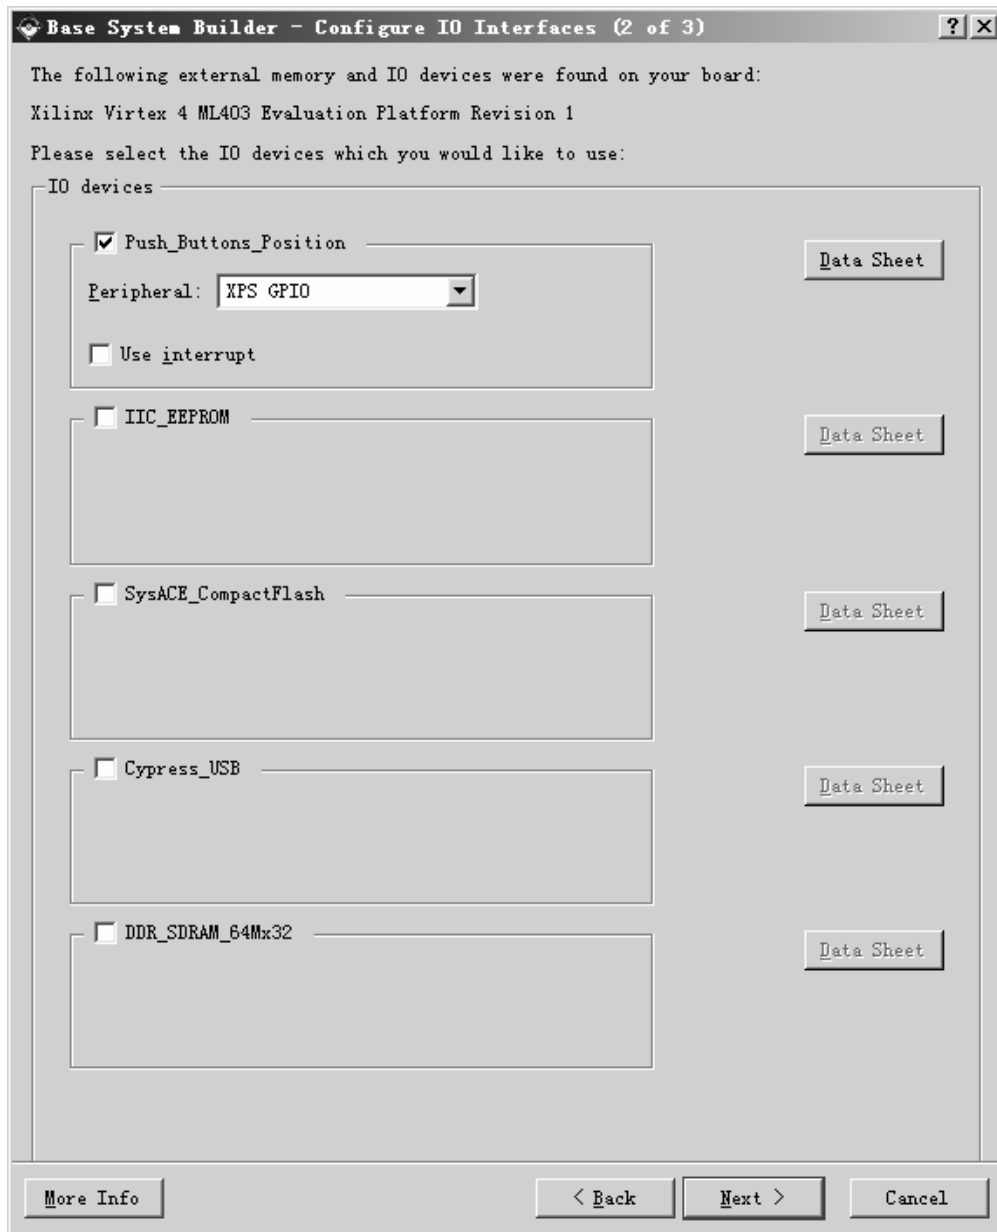 Base System Builder - Configure IO Interfaces (2 of 3)
The following external memory and IO devices were found on your board:
Xilinx Virtex 4 ML403 Evaluation Platform Revision 1
Please select the IO devices which you would like to use:
IO devices
Push_Buttons_Position
Data Sheet
Peripheral: XPS GPIO
Use interrupt
IIC_EEPROM
Data Sheet
SysACE_CompactFlash
Data Sheet
Cypress_USB
Data Sheet
DDR_SDRAM_64Mx32
Data Sheet
More Info < Back Next > Cancel